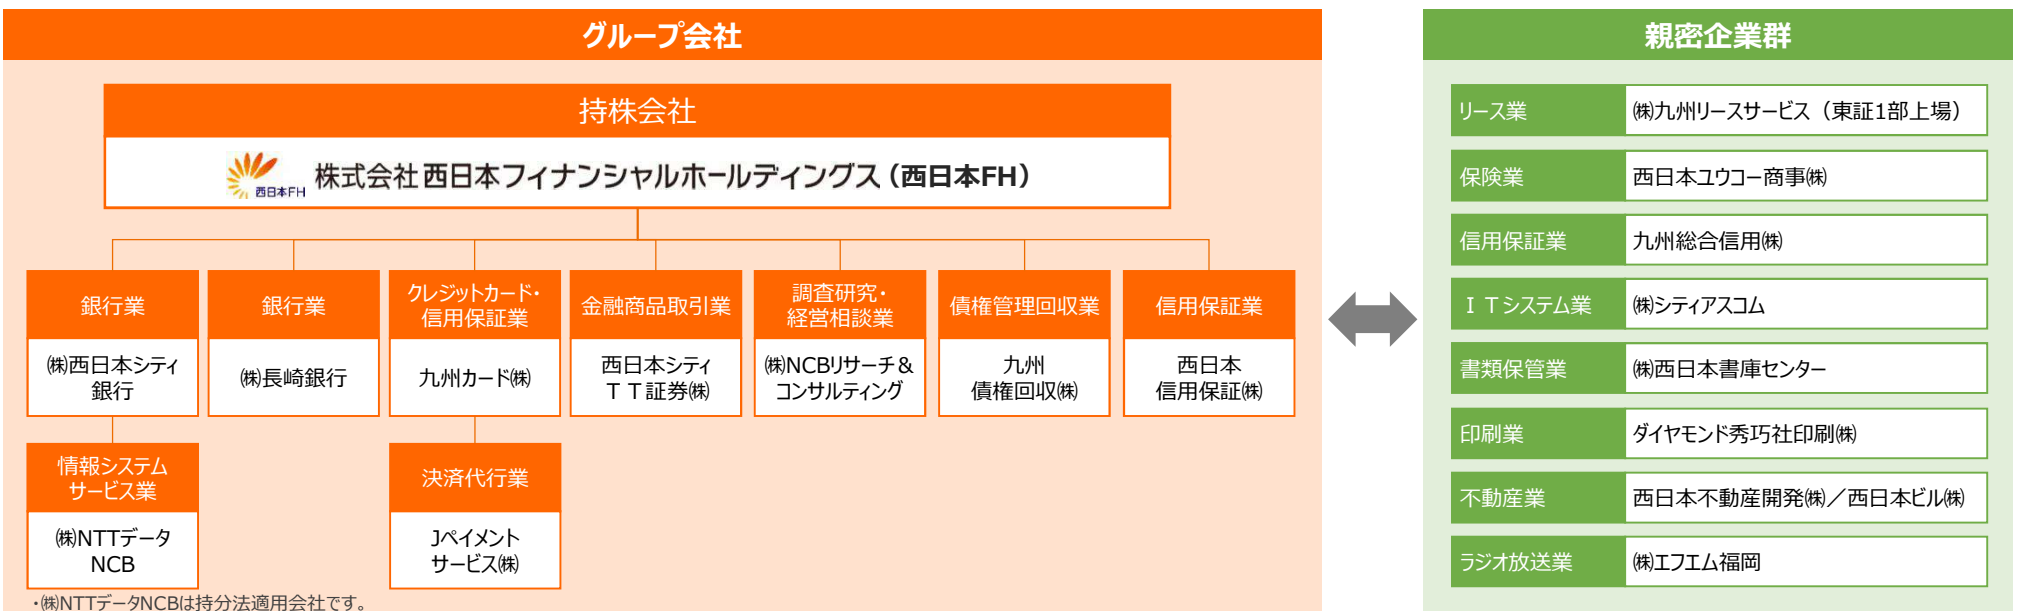 グループ会社
持株会社
西日本FH
株式会社西日本フィナンシャルホールディングス(西日本FH)
銀行業
㈱西日本シティ
銀行
情報システム
サービス業
㈱NTTデータ
NCB
銀行業
㈱長崎銀行
クレジットカード・
信用保証業
九州カード㈱
決済代行業
Jペイメント
サービス㈱
金融商品取引業
西日本シティ
TT証券㈱
調査研究・
経営相談業
㈱NCBリサーチ&
コンサルティング
債権管理回収業
九州
債権回収㈱
信用保証業
西日本
信用保証㈱
・㈱NTTデータNCBは持分法適用会社です。
親密企業群
リース業 ㈱九州リースサービス(東証1部上場)
保険業 西日本ユウコー商事㈱
信用保証業 九州総合信用㈱
ITシステム業 ㈱シティアスコム
書類保管業 ㈱西日本書庫センター
印刷業 ダイヤモンド秀巧社印刷㈱
不動産業 西日本不動産開発㈱/西日本ビル㈱
ラジオ放送業 ㈱エフエム福岡